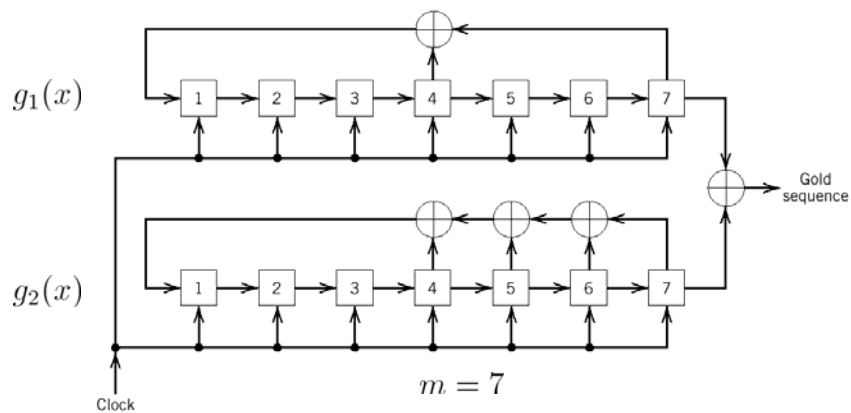 g₁(x)
1 2 3 4 5 6 7
Gold
sequence
g₂(x)
1 2 3 4 5 6 7
m = 7
Clock